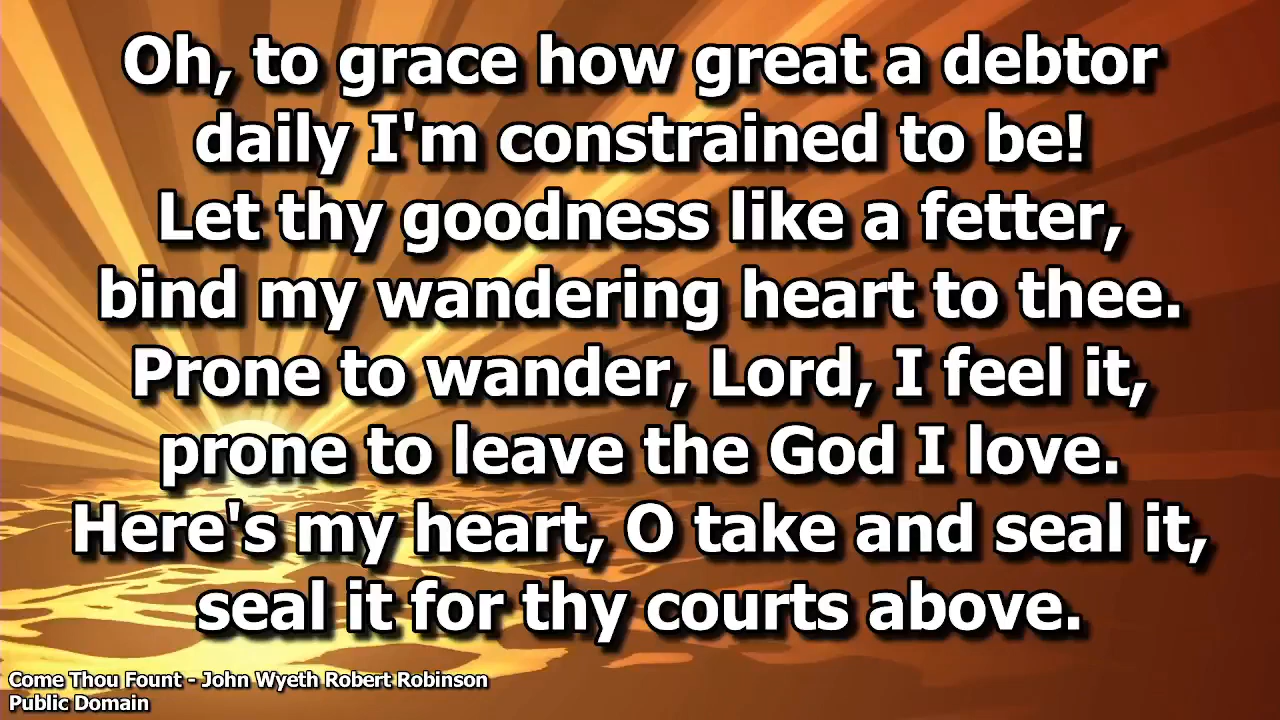 Oh, to grace how great a debtor
daily I'm constrained to be!
Let thy goodness like a fetter,
bind my wandering heart to thee.
Prone to wander, Lord, I feel it,
prone to leave the God I love.
Here's my heart, O take and seal it,
seal it for thy courts above.
Come Thou Fount - John Wyeth Robert Robinson
Public Domain